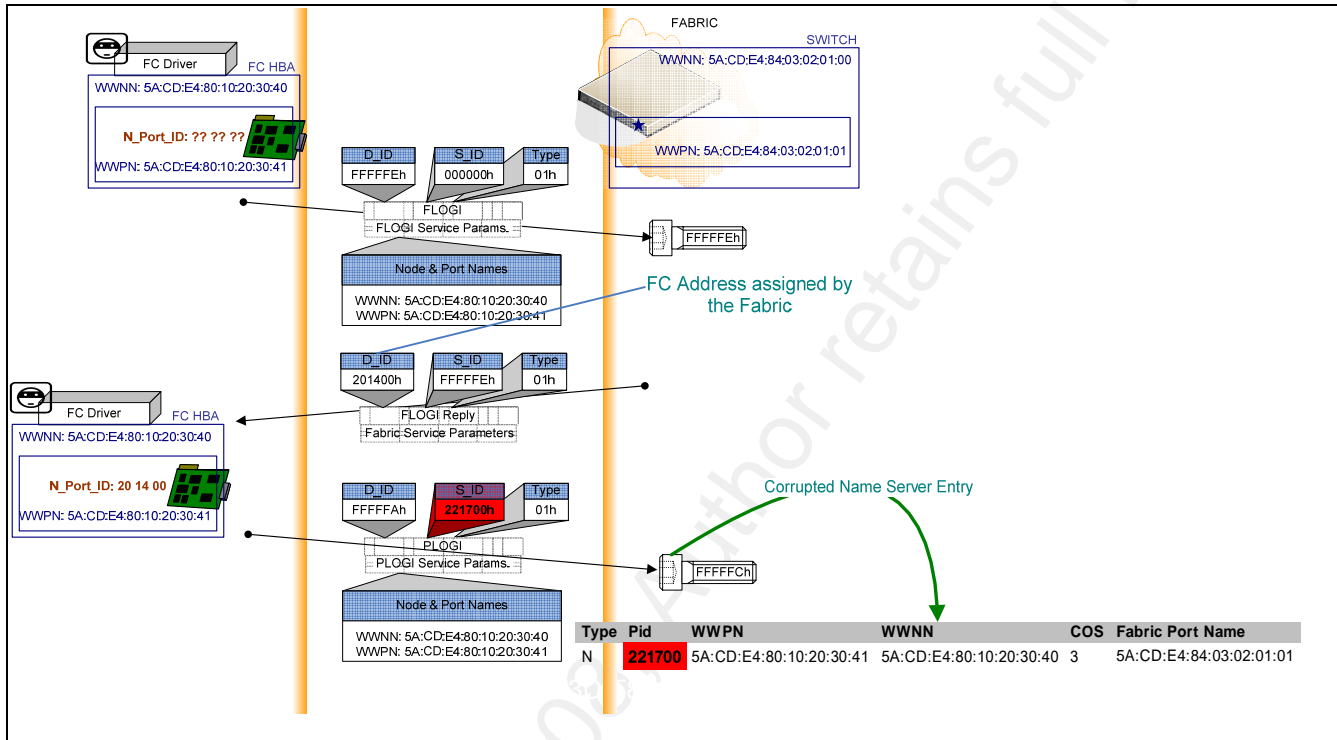 FABRIC
SWITCH
WWNN: 5A:CD:E4:84:03:02:01:00
WWPN: 5A:CD:E4:84:03:02:01:01
FC Driver
FC HBA
WWNN: 5A:CD:E4:80:10:20:30:40
N_Port_ID: ?? ?? ??
WWPN: 5A:CD:E4:80:10:20:30:41
D_ID S_ID Type
FFFFFEh 000000h 01h
FLOGI
FLOGI Service Params.
FFFFFEh
Node & Port Names
WWNN: 5A:CD:E4:80:10:20:30:40
WWPN: 5A:CD:E4:80:10:20:30:41
FC Address assigned by
the Fabric
D_ID S_ID Type
201400h FFFFFEh 01h
FLOGI Reply
Fabric Service Parameters
FC Driver
FC HBA
WWNN: 5A:CD:E4:80:10:20:30:40
N_Port_ID: 20 14 00
WWPN: 5A:CD:E4:80:10:20:30:41
D_ID S_ID Type
FFFFFAh 221700h 01h
PLOGI
PLOGI Service Params.
FFFFFCh
Corrupted Name Server Entry
Node & Port Names
WWNN: 5A:CD:E4:80:10:20:30:40
WWPN: 5A:CD:E4:80:10:20:30:41
Type Pid WWPN WWNN COS Fabric Port Name
N 221700 5A:CD:E4:80:10:20:30:41 5A:CD:E4:80:10:20:30:40 3 5A:CD:E4:84:03:02:01:01
Author retains full